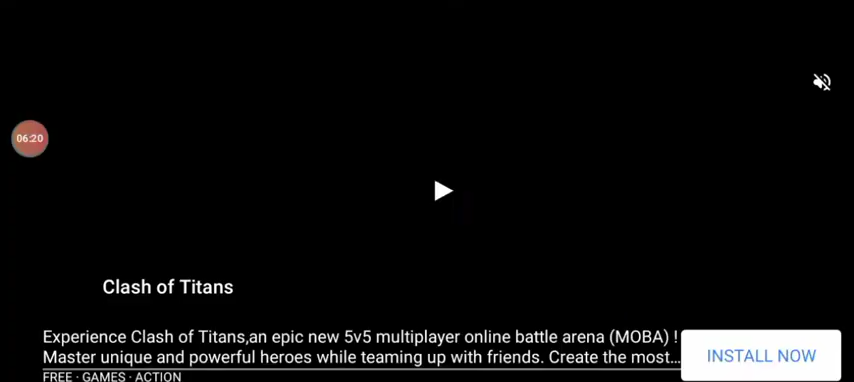 06:20
Clash of Titans
Experience Clash of Titans,an epic new 5v5 multiplayer online battle arena (MOBA) !
Master unique and powerful heroes while teaming up with friends. Create the most...
INSTALL NOW
FREE · GAMES · ACTION